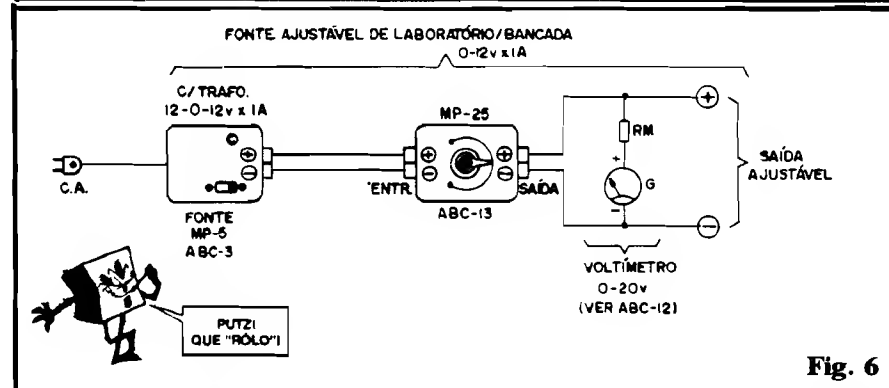 FONTE AJUSTÁVEL DE LABORATÓRIO/BANCADA
0-12v x 1A
C/ TRAFO.
12-0-12v x 1A
MP-25
RM
SAÍDA
AJUSTÁVEL
C.A.
ENTR.
SAÍDA
G
FONTE
MP-5
ABC-3
ABC-13
VOLTÍMETRO
0-20v
(VER ABC-12)
PUTZ!
QUE "RÔLO"!
Fig. 6